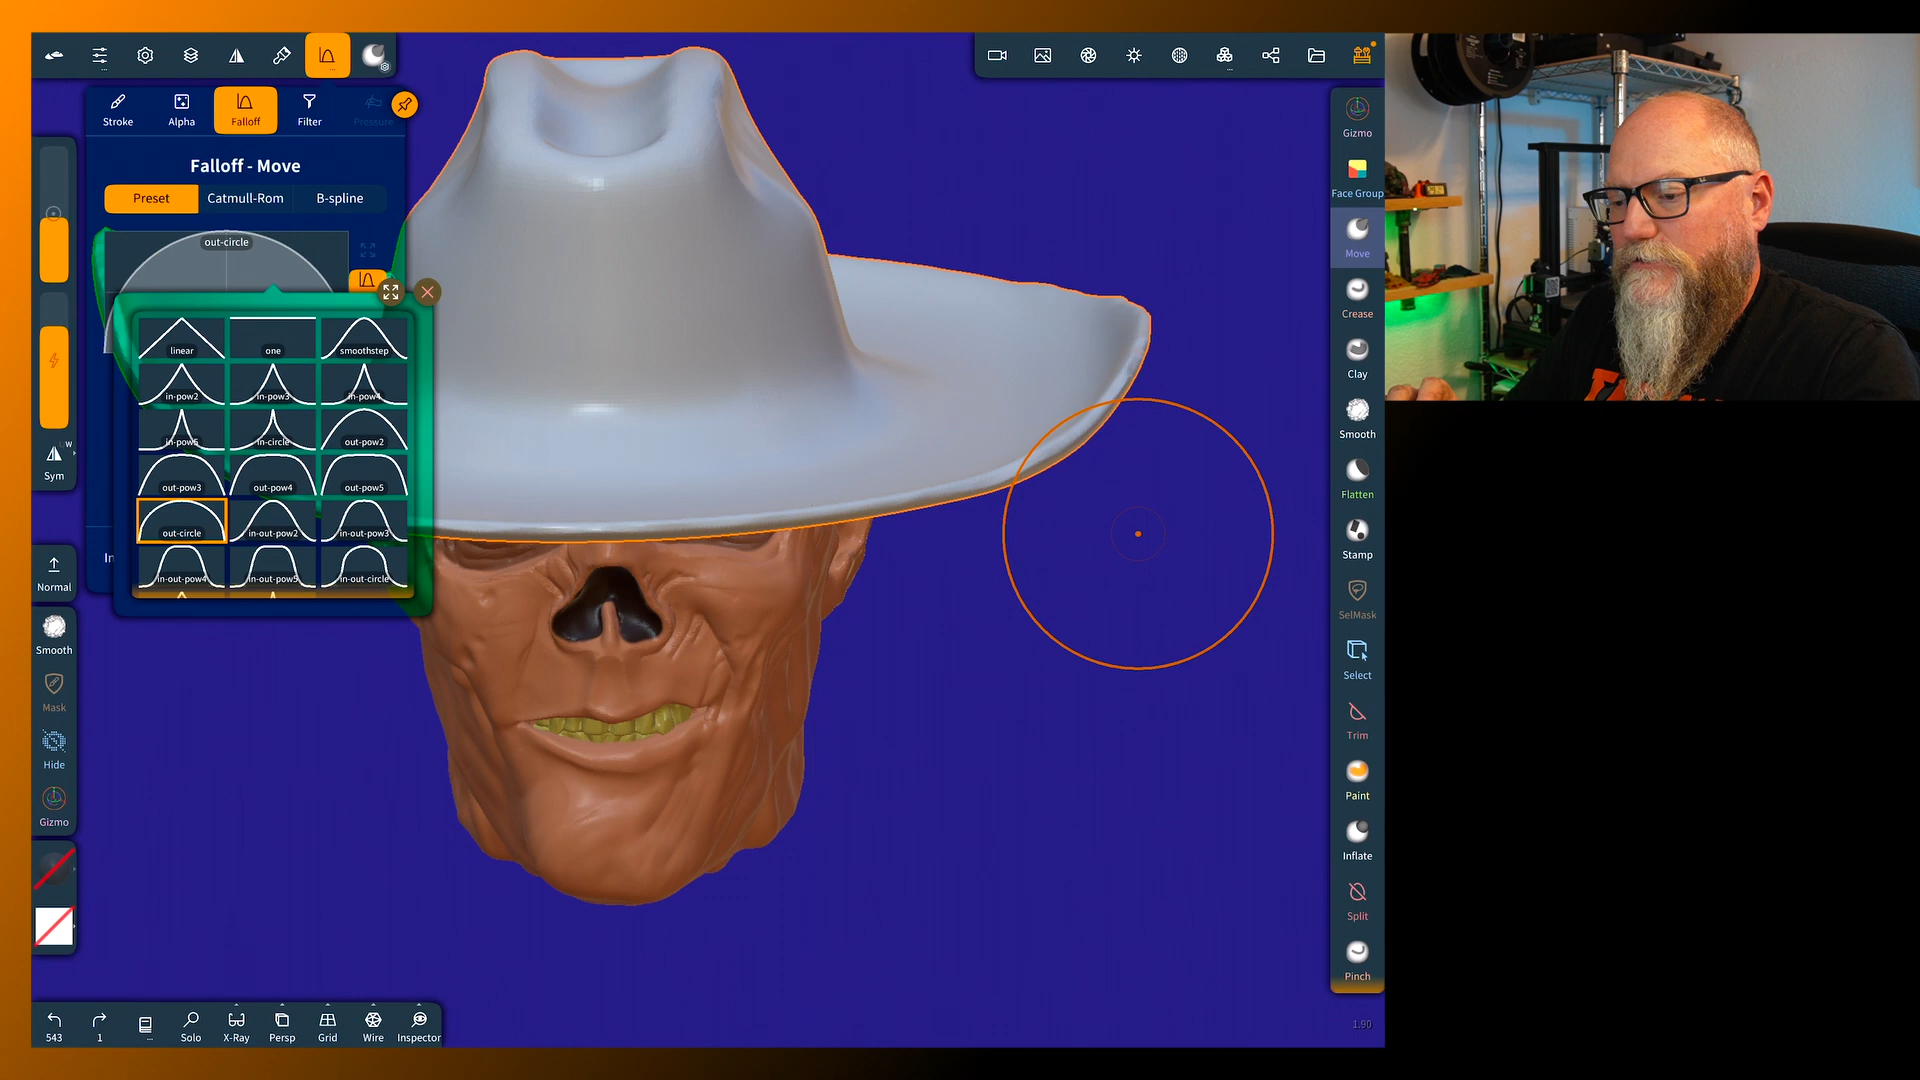 Stroke
Alpha
Falloff
Filter
Pressure
Falloff - Move
Preset
Catmull-Rom
B-spline
out-circle
linear
one
smoothstep
in-pow2
in-pow3
in-pow4
in-pow5
in-circle
out-pow2
out-pow3
out-pow4
out-pow5
out-circle
in-out-pow2
in-out-pow3
in-out-pow4
in-out-pow5
in-out-circle
In
Sym
Normal
Smooth
Mask
Hide
Gizmo
543
1
...
Solo
X-Ray
Persp
Grid
Wire
Inspector
Gizmo
Face Group
Move
Crease
Clay
Smooth
Flatten
Stamp
SelMask
Select
Trim
Paint
Inflate
Split
Pinch
1.90